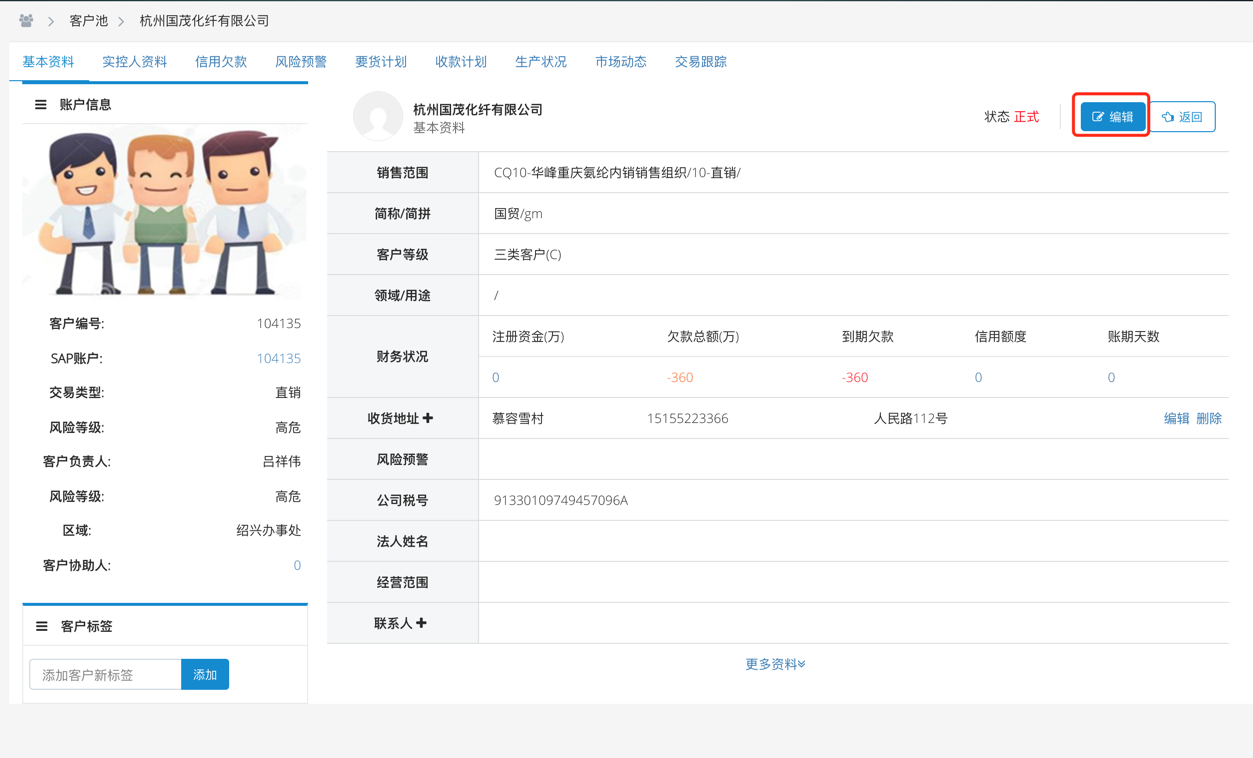 客户池 杭州国茂化纤有限公司
基本资料 实控人资料 信用欠款 风险预警 要货计划 收款计划 生产状况 市场动态 交易跟踪
账户信息
客户编号: 104135
SAP账户: 104135
交易类型: 直销
风险等级: 高危
客户负责人: 吕祥伟
风险等级: 高危
区域: 绍兴办事处
客户协助人: 0
客户标签
添加客户新标签 添加
杭州国茂化纤有限公司
基本资料
状态 正式 编辑 返回
销售范围 CQ10-华峰重庆氨纶内销销售组织/10-直销/
简称/简拼 国贸/gm
客户等级 三类客户(C)
领域/用途 /
财务状况 注册资金(万) 欠款总额(万) 到期欠款 信用额度 账期天数
0 -360 -360 0 0
收货地址 慕容雪村 15155223366 人民路112号 编辑 删除
风险预警
公司税号 91330109749457096A
法人姓名
经营范围
联系人
更多资料